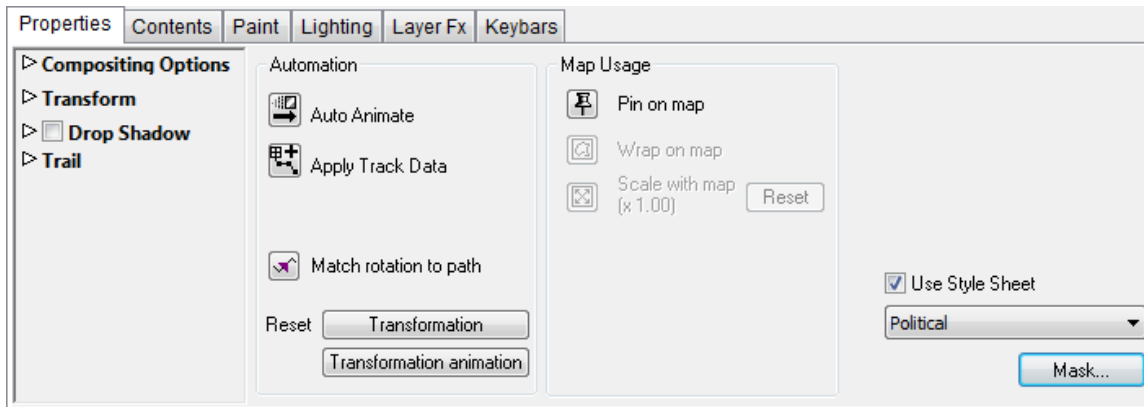 Properties Contents Paint Lighting Layer Fx Keybars
Compositing Options
Transform
Drop Shadow
Trail
Automation
Auto Animate
Apply Track Data
Match rotation to path
Reset Transformation
Transformation animation
Map Usage
Pin on map
Wrap on map
Scale with map
(x 1.00) Reset
Use Style Sheet
Political
Mask...